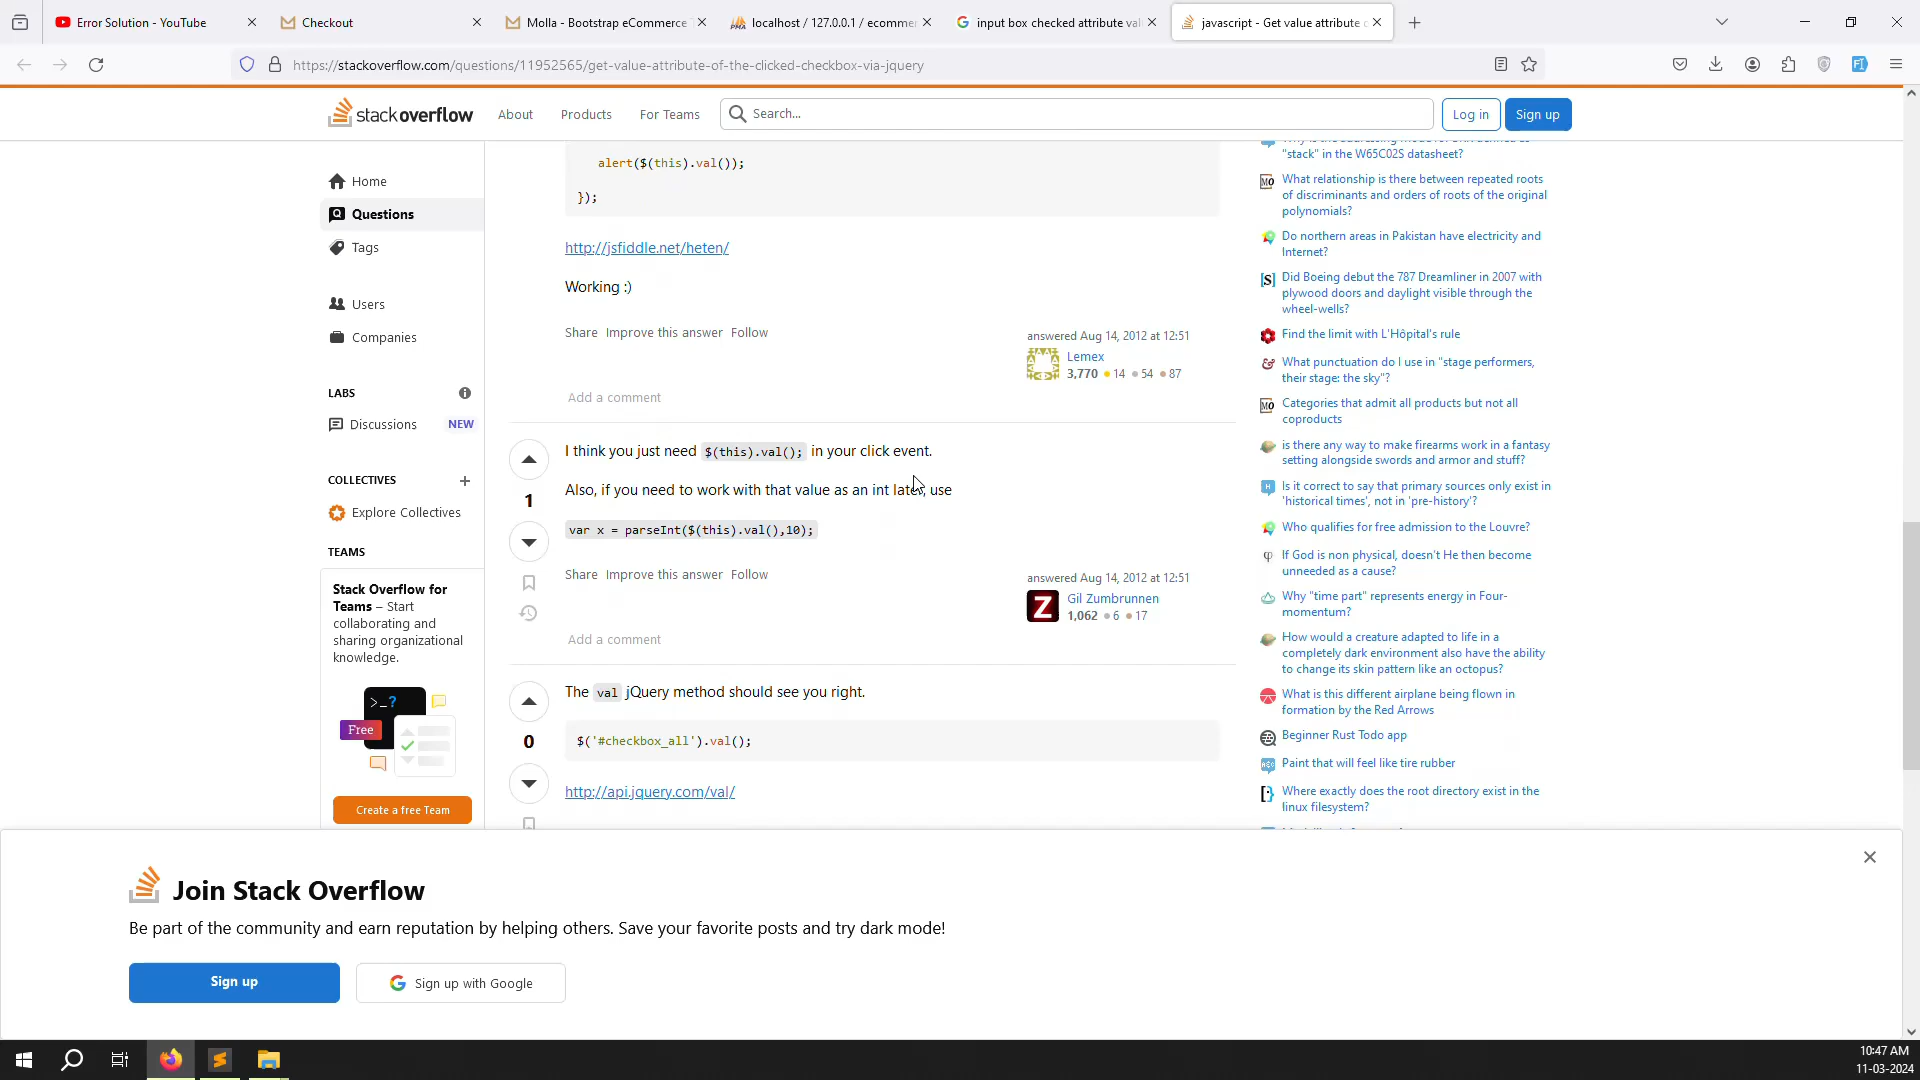 Error Solution - YouTube
Checkout
Molla - Bootstrap eCommerce
localhost / 127.0.0.1 / ecommer
input box checked attribute val
javascript - Get value attribute o
https://stackoverflow.com/questions/11952565/get-value-attribute-of-the-clicked-checkbox-via-jquery
stackoverflow
About
Products
For Teams
Search...
Log in
Sign up
Home
Questions
Tags
Users
Companies
LABS
Discussions
NEW
COLLECTIVES
Explore Collectives
TEAMS
Stack Overflow for
Teams – Start
collaborating and
sharing organizational
knowledge.
>_?
Free
Create a free Team
alert($(this).val());
});
http://jsfiddle.net/heten/
Working :)
Share Improve this answer Follow
answered Aug 14, 2012 at 12:51
Lemex
3,770 14 54 87
Add a comment
1
I think you just need $(this).val(); in your click event.
Also, if you need to work with that value as an int later, use
var x = parseInt($(this).val(),10);
Share Improve this answer Follow
answered Aug 14, 2012 at 12:51
Gil Zumbrunnen
1,062 6 17
Add a comment
0
The val jQuery method should see you right.
$('#checkbox_all').val();
http://api.jquery.com/val/
"stack" in the W65C02S datasheet?
What relationship is there between repeated roots
of discriminants and orders of roots of the original
polynomials?
Do northern areas in Pakistan have electricity and
Internet?
Did Boeing debut the 787 Dreamliner in 2007 with
plywood doors and daylight visible through the
wheel-wells?
Find the limit with L'Hôpital's rule
What punctuation do I use in "stage performers,
their stage: the sky"?
Categories that admit all products but not all
coproducts
is there any way to make firearms work in a fantasy
setting alongside swords and armor and stuff?
Is it correct to say that primary sources only exist in
'historical times', not in 'pre-history'?
Who qualifies for free admission to the Louvre?
If God is non physical, doesn't He then become
unneeded as a cause?
Why "time part" represents energy in Four-
momentum?
How would a creature adapted to life in a
completely dark environment also have the ability
to change its skin pattern like an octopus?
What is this different airplane being flown in
formation by the Red Arrows
Beginner Rust Todo app
Paint that will feel like tire rubber
Where exactly does the root directory exist in the
linux filesystem?
Join Stack Overflow
Be part of the community and earn reputation by helping others. Save your favorite posts and try dark mode!
Sign up
Sign up with Google
10:47 AM
11-03-2024